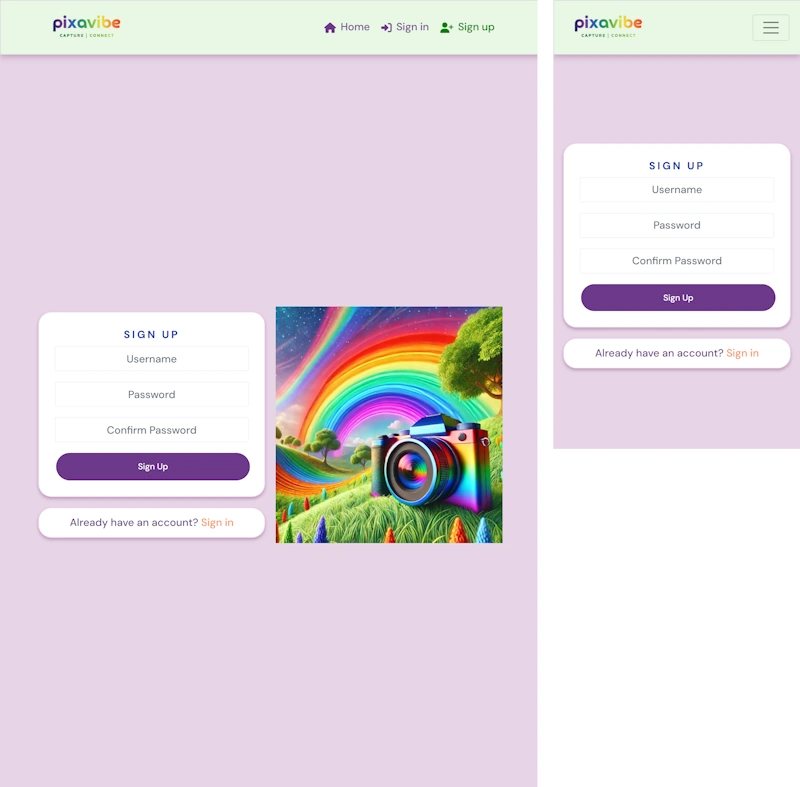 pixavibe
CAPTURE | CONNECT
Home Sign in Sign up
SIGN UP
Username
Password
Confirm Password
Sign Up
Already have an account? Sign in
pixavibe
CAPTURE | CONNECT
SIGN UP
Username
Password
Confirm Password
Sign Up
Already have an account? Sign in